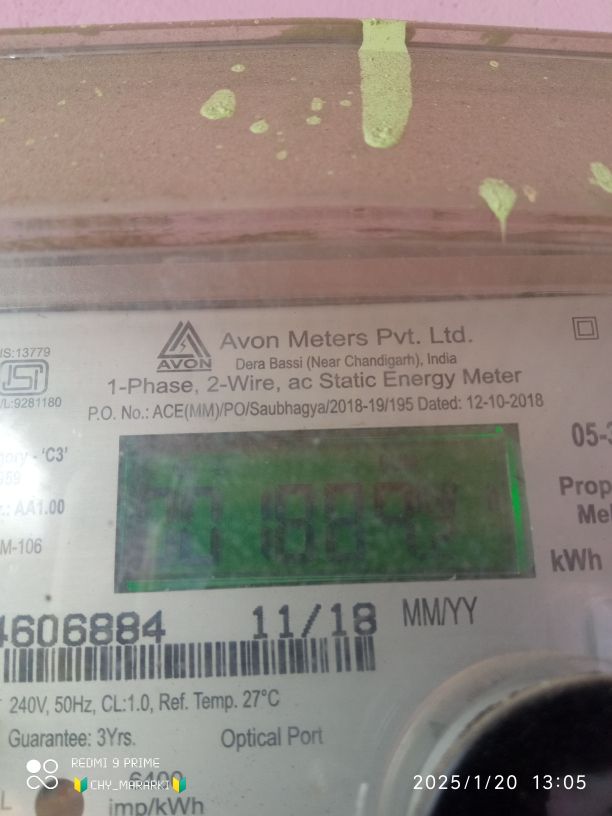 IS:13779
Avon Meters Pvt. Ltd.
AVON
Dera Bassi (Near Chandigarh), India
/L:9281180
1-Phase, 2-Wire, ac Static Energy Meter
P.O. No.: ACE(MM)/PO/Saubhagya/2018-19/195 Dated: 12-10-2018
- 'C3'
AA1.00
M-106
kWh
4606884
11/18 MM/YY
240V, 50Hz, CL:1.0, Ref. Temp. 27°C
Guarantee: 3Yrs.
Optical Port
REDMI 9 PRIME
CHY_MARARKI
6400
imp/kWh
2025/1/20 13:05